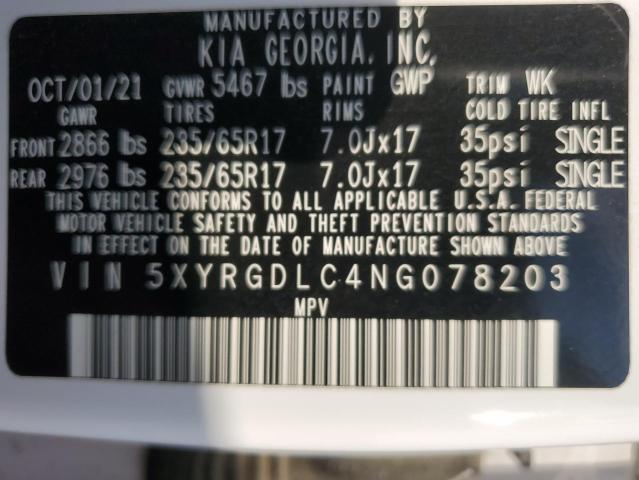 MANUFACTURED BY
KIA GEORGIA, INC.
OCT/01/21 GVWR 5467 lbs PAINT GWP TRIM WK
GAWR TIRES RIMS COLD TIRE INFL
FRONT 2866 lbs 235/65R17 7.0Jx17 35psi SINGLE
REAR 2976 lbs 235/65R17 7.0Jx17 35psi SINGLE
THIS VEHICLE CONFORMS TO ALL APPLICABLE U.S.A. FEDERAL
MOTOR VEHICLE SAFETY AND THEFT PREVENTION STANDARDS
IN EFFECT ON THE DATE OF MANUFACTURE SHOWN ABOVE
VIN 5XYRGDLC4NG078203
MPV